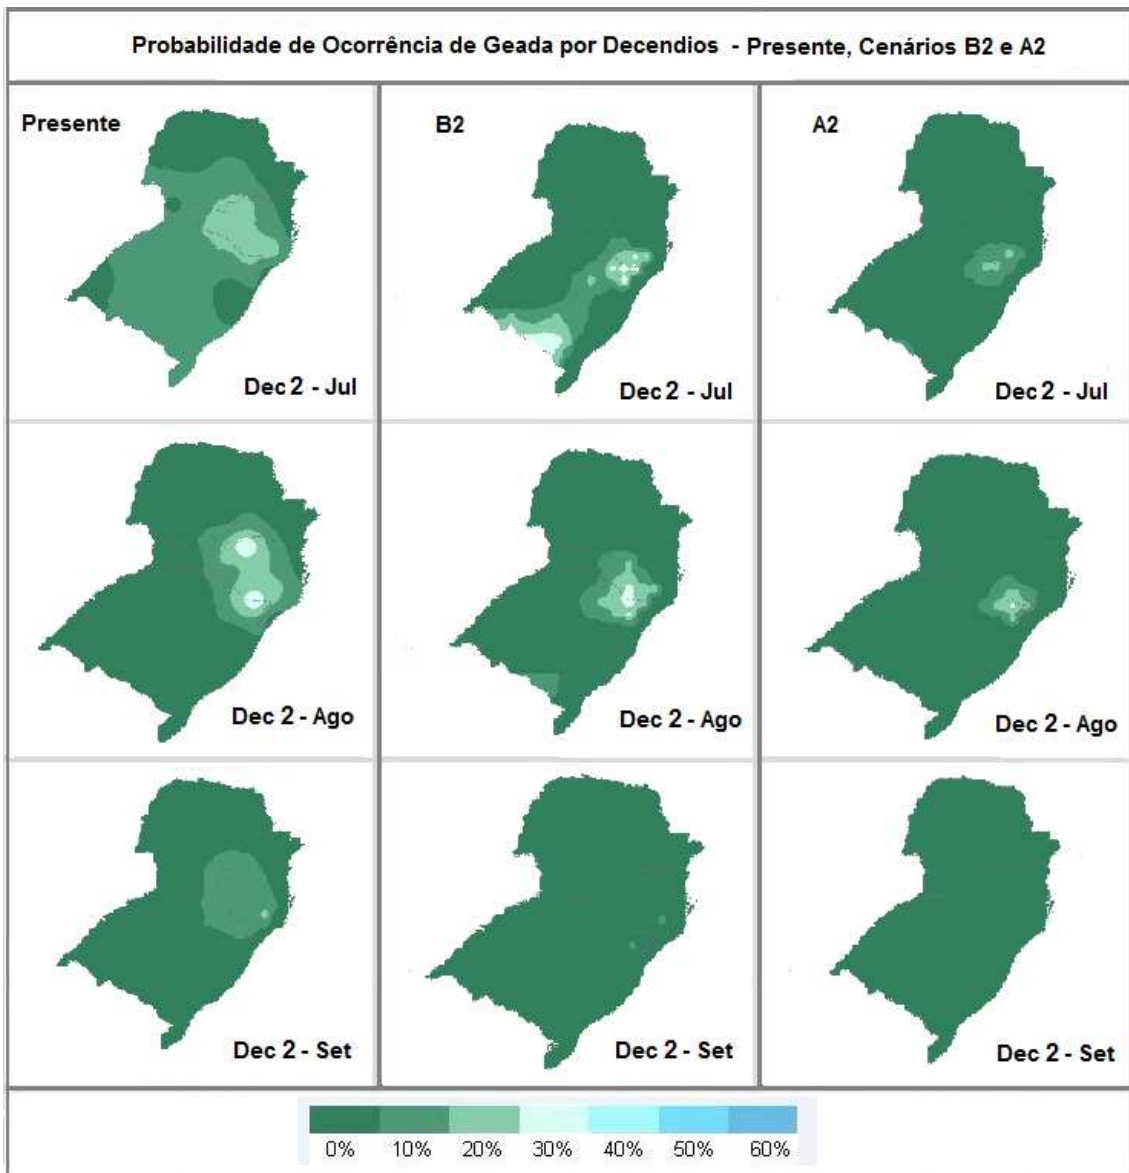 Probabilidade de Ocorrência de Geada por Decendios - Presente, Cenários B2 e A2
Presente
B2
A2
Dec 2 - Jul
Dec 2 - Jul
Dec 2 - Jul
Dec 2 - Ago
Dec 2 - Ago
Dec 2 - Ago
Dec 2 - Set
Dec 2 - Set
Dec 2 - Set
0% 10% 20% 30% 40% 50% 60%